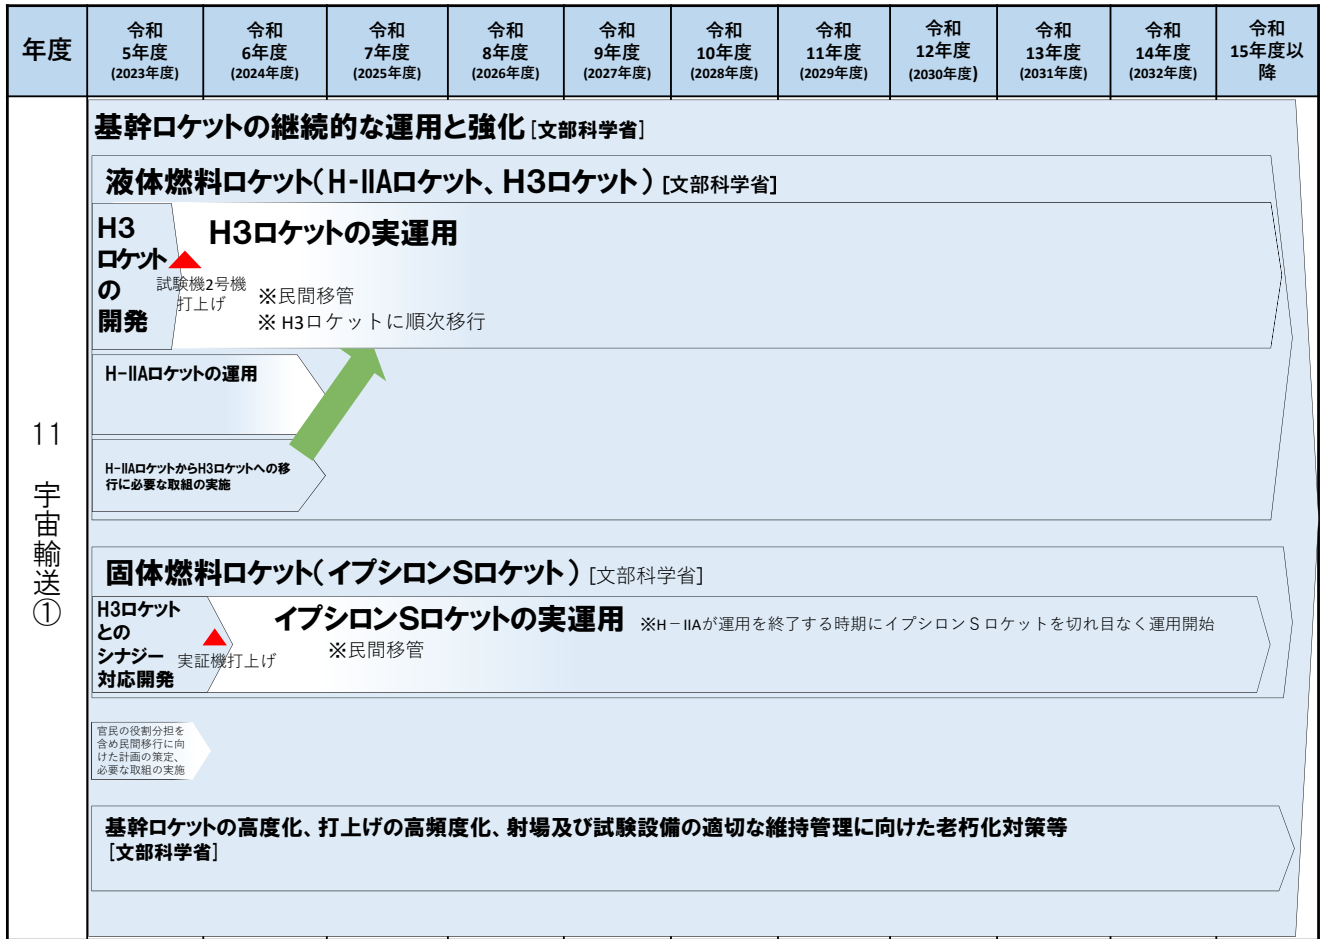 年度
令和
5年度
(2023年度)
令和
6年度
(2024年度)
令和
7年度
(2025年度)
令和
8年度
(2026年度)
令和
9年度
(2027年度)
令和
10年度
(2028年度)
令和
11年度
(2029年度)
令和
12年度
(2030年度)
令和
13年度
(2031年度)
令和
14年度
(2032年度)
令和
15年度以
降
11 宇宙輸送①
基幹ロケットの継続的な運用と強化 [文部科学省]
液体燃料ロケット(H-IIAロケット、H3ロケット) [文部科学省]
H3
ロケット
の
開発
試験機2号機
打上げ
H3ロケットの実運用
※民間移管
※ H3ロケットに順次移行
H-IIAロケットの運用
H-IIAロケットからH3ロケットへの移
行に必要な取組の実施
固体燃料ロケット(イプシロンSロケット) [文部科学省]
H3ロケット
との
シナジー
対応開発
実証機打上げ
イプシロンSロケットの実運用 ※H-IIAが運用を終了する時期にイプシロンSロケットを切れ目なく運用開始
※民間移管
官民の役割分担を
含め民間移行に向
けた計画の策定、
必要な取組の実施
基幹ロケットの高度化、打上げの高頻度化、射場及び試験設備の適切な維持管理に向けた老朽化対策等
[文部科学省]